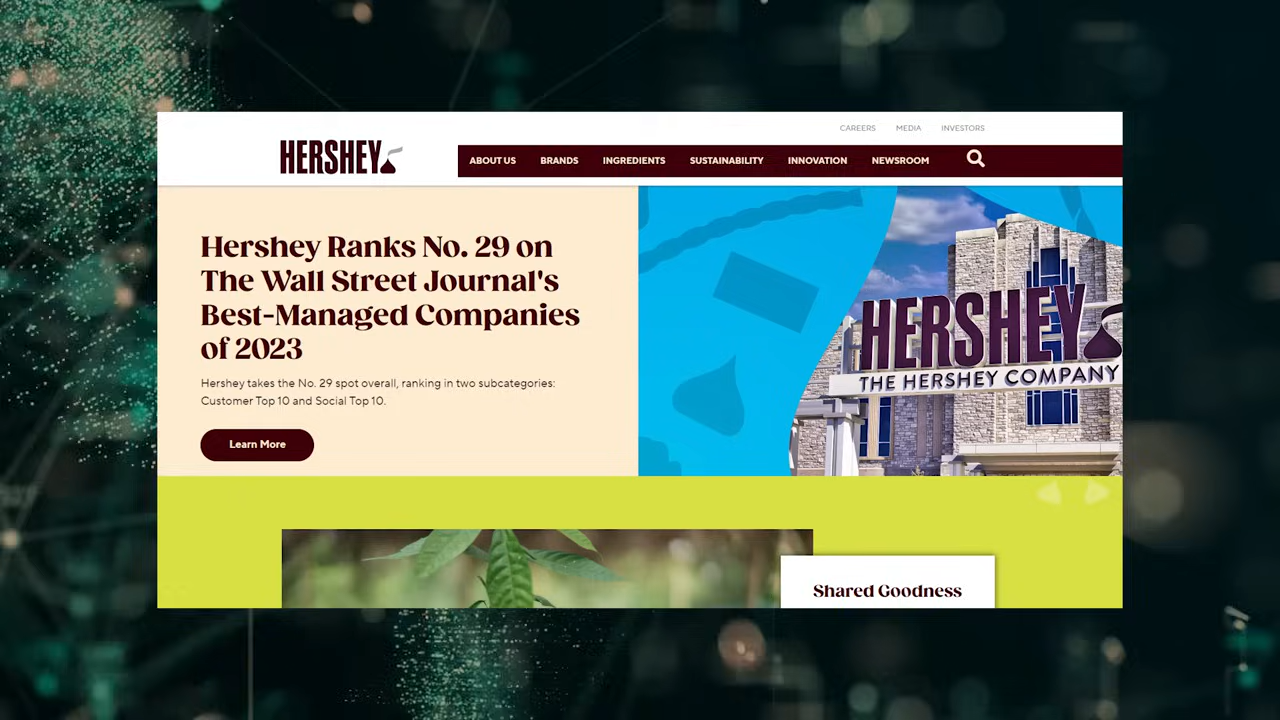 CAREERS MEDIA INVESTORS
HERSHEY
ABOUT US BRANDS INGREDIENTS SUSTAINABILITY INNOVATION NEWSROOM
Hershey Ranks No. 29 on
The Wall Street Journal's
Best-Managed Companies
of 2023
Hershey takes the No. 29 spot overall, ranking in two subcategories:
Customer Top 10 and Social Top 10.
Learn More
HERSHEY
THE HERSHEY COMPANY
Shared Goodness